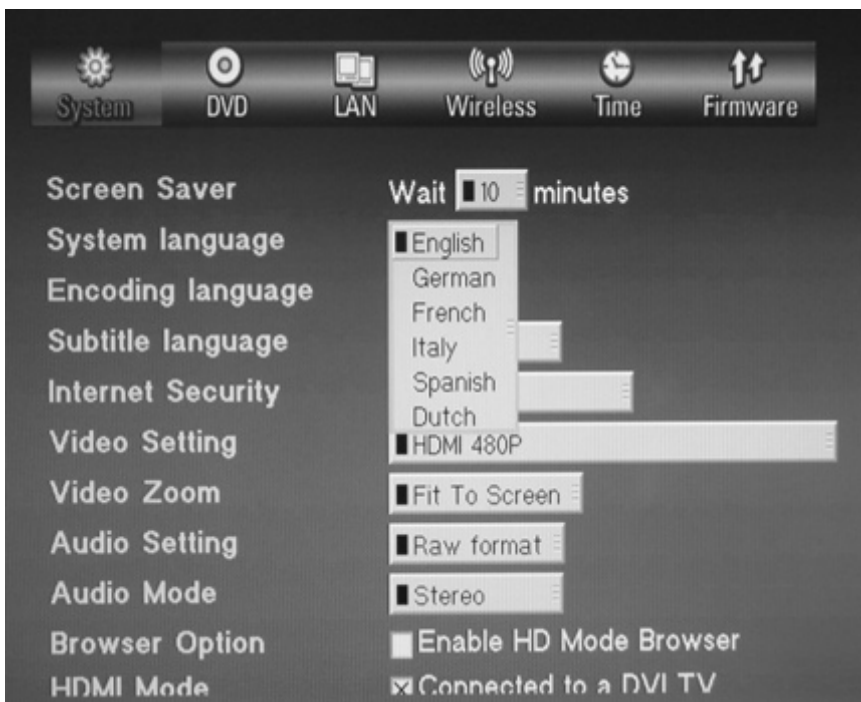 System DVD LAN Wireless Time Firmware
Screen Saver Wait 10 minutes
System language English
German
Encoding language
French
Subtitle language Italy
Internet Security Spanish
Dutch
Video Setting HDMI 480P
Video Zoom Fit To Screen
Audio Setting Raw format
Audio Mode Stereo
Browser Option Enable HD Mode Browser
HDMI Mode Connected to a DVI TV